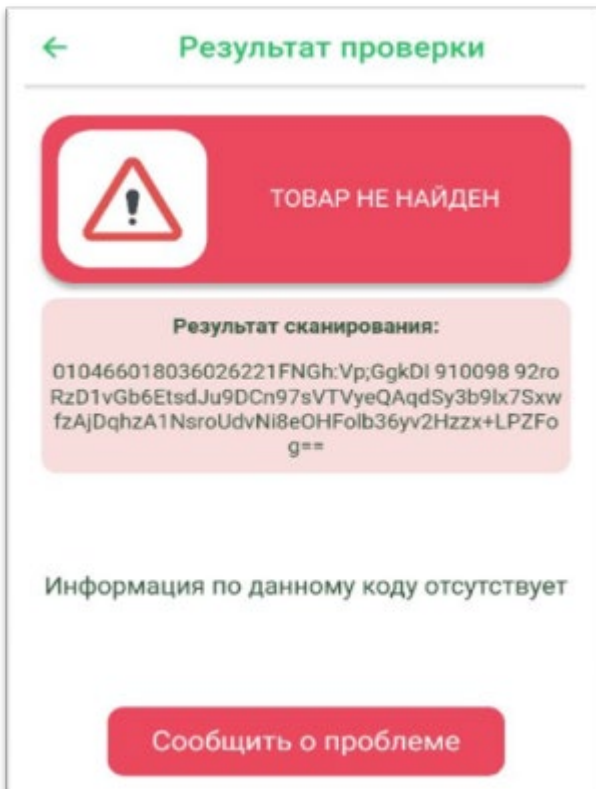 Результат проверки
ТОВАР НЕ НАЙДЕН
Результат сканирования:
010466018036026221FNGh:Vp;GgkDI 910098 92ro
RzD1vGb6EtsdJu9DCn97sVTVyeQAqdSy3b9lx7Sxw
fzAjDqhzA1NsroUdvNi8eOHFolb36yv2Hzzx+LPZFo
g==
Информация по данному коду отсутствует
Сообщить о проблеме